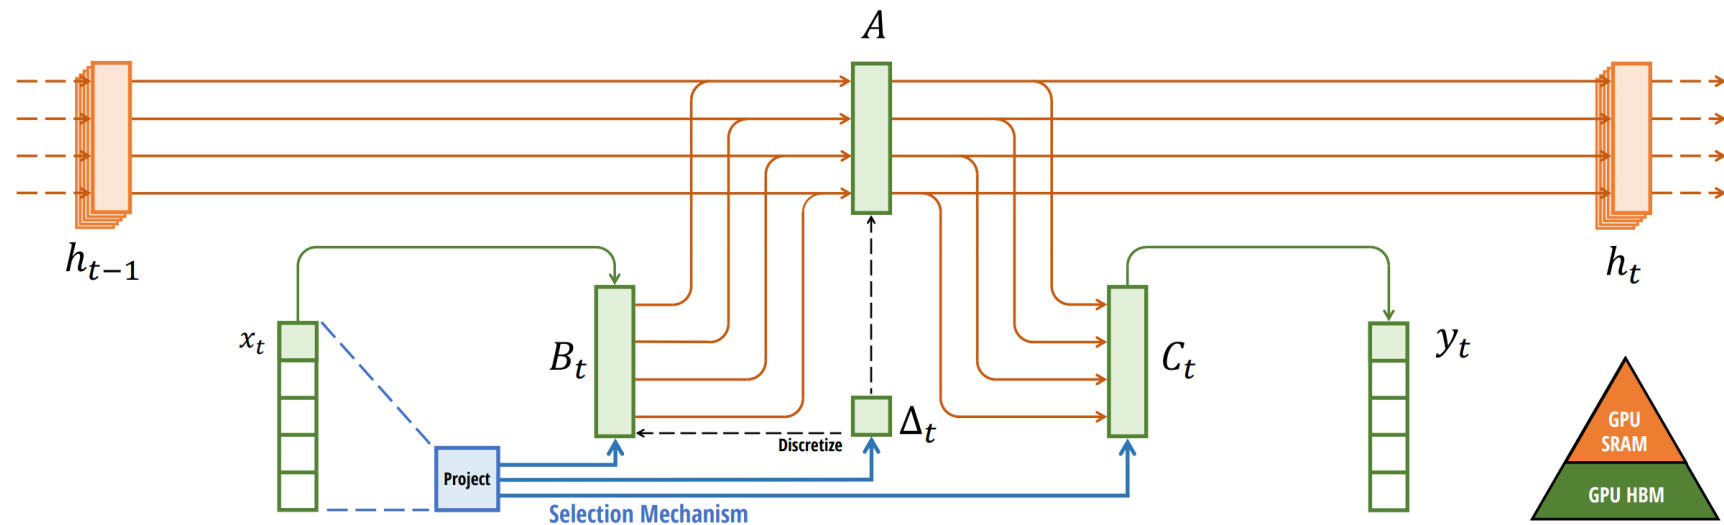 A
h_{t-1}
h_t
x_t
B_t
Δ_t
C_t
y_t
Discretize
Project
Selection Mechanism
GPU
SRAM
GPU HBM